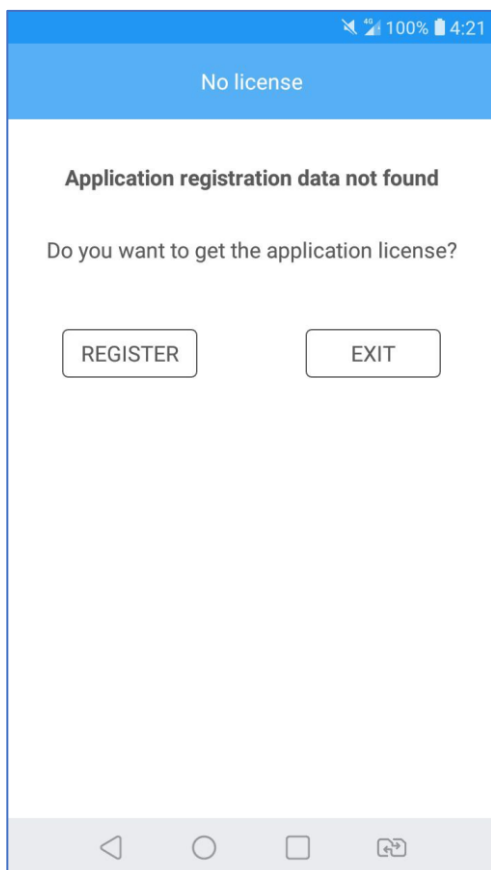 4G 100% 4:21
No license
Application registration data not found
Do you want to get the application license?
REGISTER EXIT